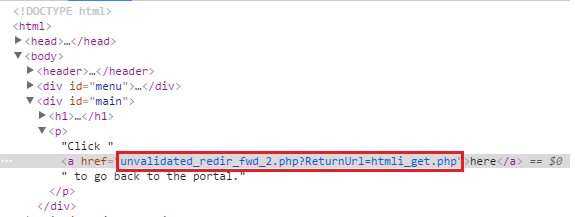 <!DOCTYPE html>
<html>
<head>…</head>
<body>
<header>…</header>
<div id="menu">…</div>
<div id="main">
<h1>…</h1>
<p>
"Click "
<a href="unvalidated_redir_fwd_2.php?ReturnUrl=htmli_get.php">here</a> == $0
" to go back to the portal."
</p>
</div>